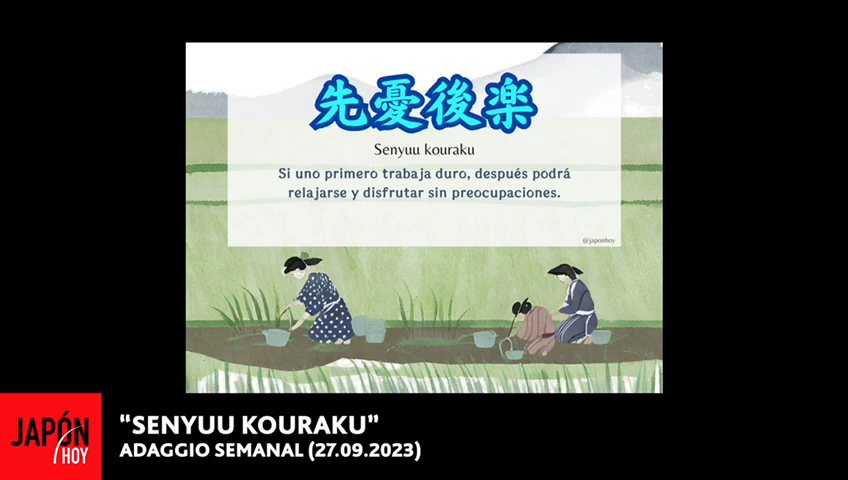 先憂後楽
Senyuu kouraku
Si uno primero trabaja duro, después podrá
relajarse y disfrutar sin preocupaciones.
@japonhoy
JAPÓN
HOY
“SENYUU KOURAKU”
ADAGGIO SEMANAL (27.09.2023)